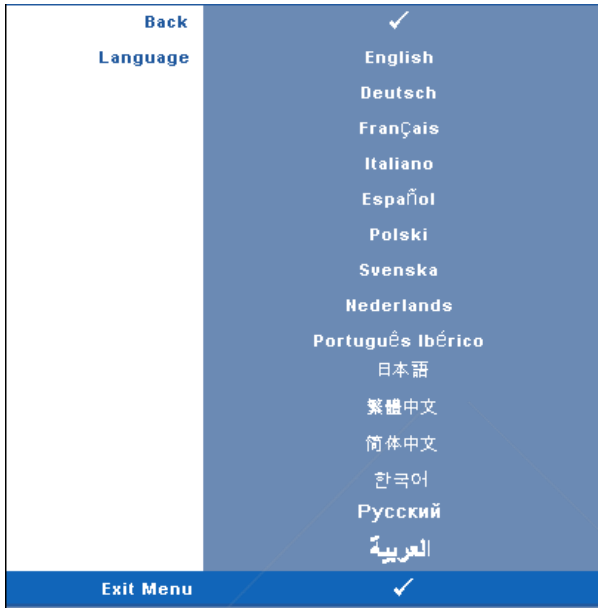 Back ✓
Language English
Deutsch
Français
Italiano
Español
Polski
Svenska
Nederlands
Português Ibérico
日本語
繁體中文
简体中文
한국어
Русский
العربية
Exit Menu ✓